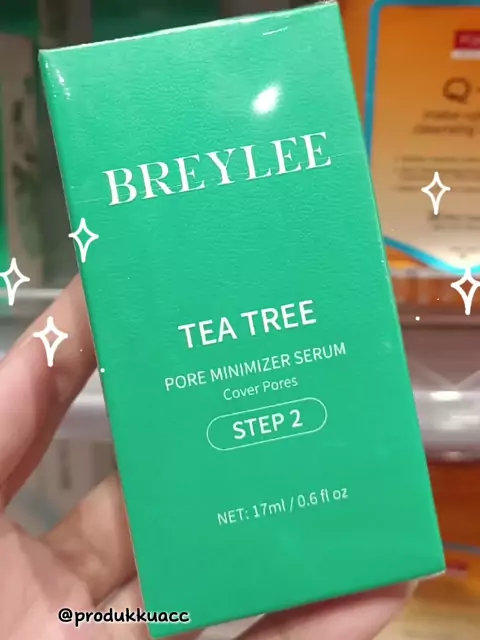 BREYLEE
TEA TREE
PORE MINIMIZER SERUM
Cover Pores
STEP 2
NET: 17ml / 0.6 fl oz
@produkkuacc